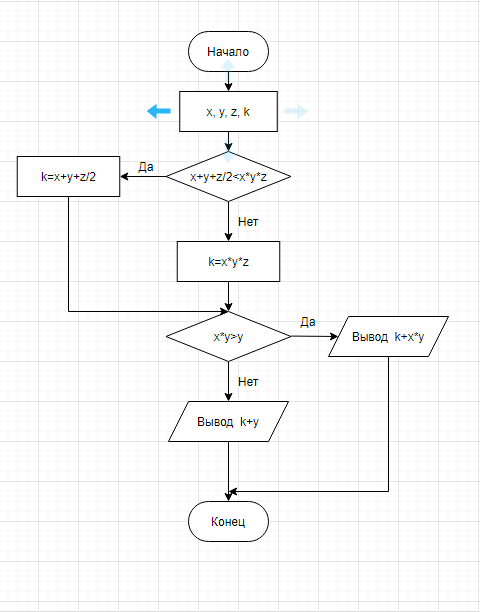 Начало
x, y, z, k
x+y+z/2<x*y*z
Да
k=x+y+z/2
Нет
k=x*y*z
x*y>y
Да
Вывод k+x*y
Нет
Вывод k+y
Конец